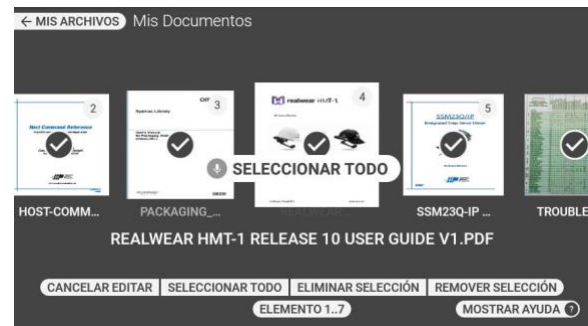 ← MIS ARCHIVOS Mis Documentos
2
3
4
5
Host Command Reference
realwear HMT-1
SSM23Q/IP
SELECCIONAR TODO
HOST-COMM...
PACKAGING_...
REALWEAR ...
SSM23Q-IP ...
TROUBLE
REALWEAR HMT-1 RELEASE 10 USER GUIDE V1.PDF
CANCELAR EDITAR SELECCIONAR TODO ELIMINAR SELECCIÓN REMOVER SELECCIÓN
ELEMENTO 1..7 MOSTRAR AYUDA ?